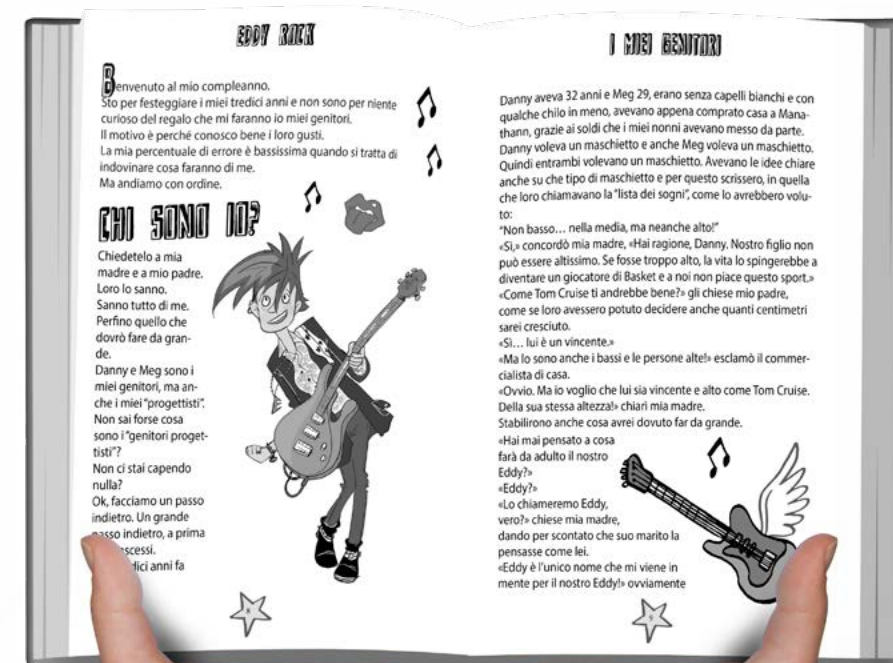 EDDY ROCK
Benvenuto al mio compleanno.
Sto per festeggiare i miei tredici anni e non sono per niente
curioso del regalo che mi faranno io miei genitori.
Il motivo è perché conosco bene i loro gusti.
La mia percentuale di errore è bassissima quando si tratta di
indovinare cosa faranno di me.
Ma andiamo con ordine.
CHI SONO IO?
Chiedetelo a mia
madre e a mio padre.
Loro lo sanno.
Sanno tutto di me.
Perfino quello che
dovrò fare da gran-
de.
Danny e Meg sono i
miei genitori, ma an-
che i miei "progettisti".
Non sai forse cosa
sono i "genitori proget-
tisti"?
Non ci stai capendo
nulla?
Ok, facciamo un passo
indietro. Un grande
passo indietro, a prima
scessi.
dici anni fa
8
I MIEI GENITORI
Danny aveva 32 anni e Meg 29, erano senza capelli bianchi e con
qualche chilo in meno, avevano appena comprato casa a Mana-
thann, grazie ai soldi che i miei nonni avevano messo da parte.
Danny voleva un maschietto e anche Meg voleva un maschietto.
Quindi entrambi volevano un maschietto. Avevano le idee chiare
anche su che tipo di maschietto e per questo scrissero, in quella
che loro chiamavano la "lista dei sogni", come lo avrebbero volu-
to:
"Non basso... nella media, ma neanche alto!"
«Sì,» concordò mia madre, «Hai ragione, Danny. Nostro figlio non
può essere altissimo. Se fosse troppo alto, la vita lo spingerebbe a
diventare un giocatore di Basket e a noi non piace questo sport.»
«Come Tom Cruise ti andrebbe bene?» gli chiese mio padre,
come se loro avessero potuto decidere anche quanti centimetri
sarei cresciuto.
«Sì... lui è un vincente.»
«Ma lo sono anche i bassi e le persone alte!» esclamò il commer-
cialista di casa.
«Ovvio. Ma io voglio che lui sia vincente e alto come Tom Cruise.
Della sua stessa altezza!» chiarì mia madre.
Stabilirono anche cosa avrei dovuto far da grande.
«Hai mai pensato a cosa
farà da adulto il nostro
Eddy?»
«Eddy?»
«Lo chiameremo Eddy,
vero?» chiese mia madre,
dando per scontato che suo marito la
pensasse come lei.
«Eddy è l'unico nome che mi viene in
mente per il nostro Eddy!» ovviamente
9